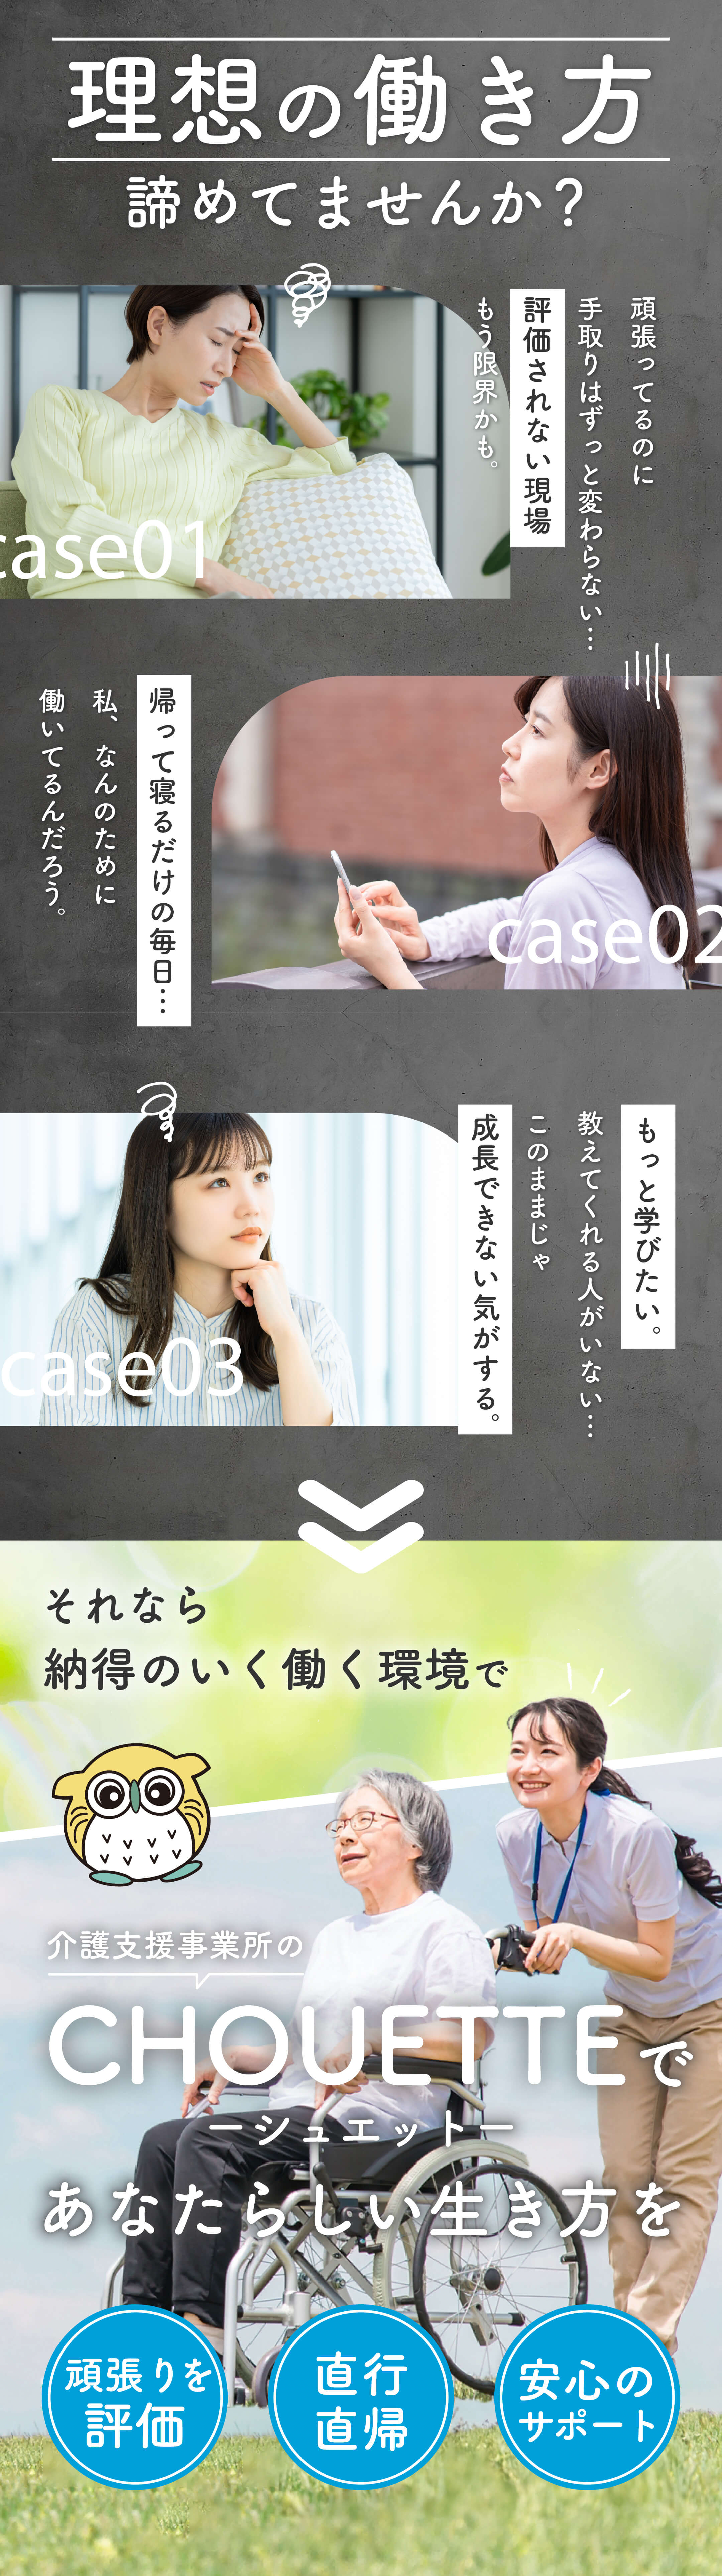 理想の働き方
諦めてませんか？
頑張ってるのに
手取りはずっと変わらない…
評価されない現場
もう限界かも。
case01
case02
帰って寝るだけの毎日…
私、なんのために
働いてるんだろう。
もっと学びたい。
教えてくれる人がいない…
このままじゃ
成長できない気がする。
case03
それなら
納得のいく働く環境で
介護支援事業所の
CHOUETTEで
ーシュエットー
あなたらしい生き方を
頑張りを
評価
直行
直帰
安心の
サポート